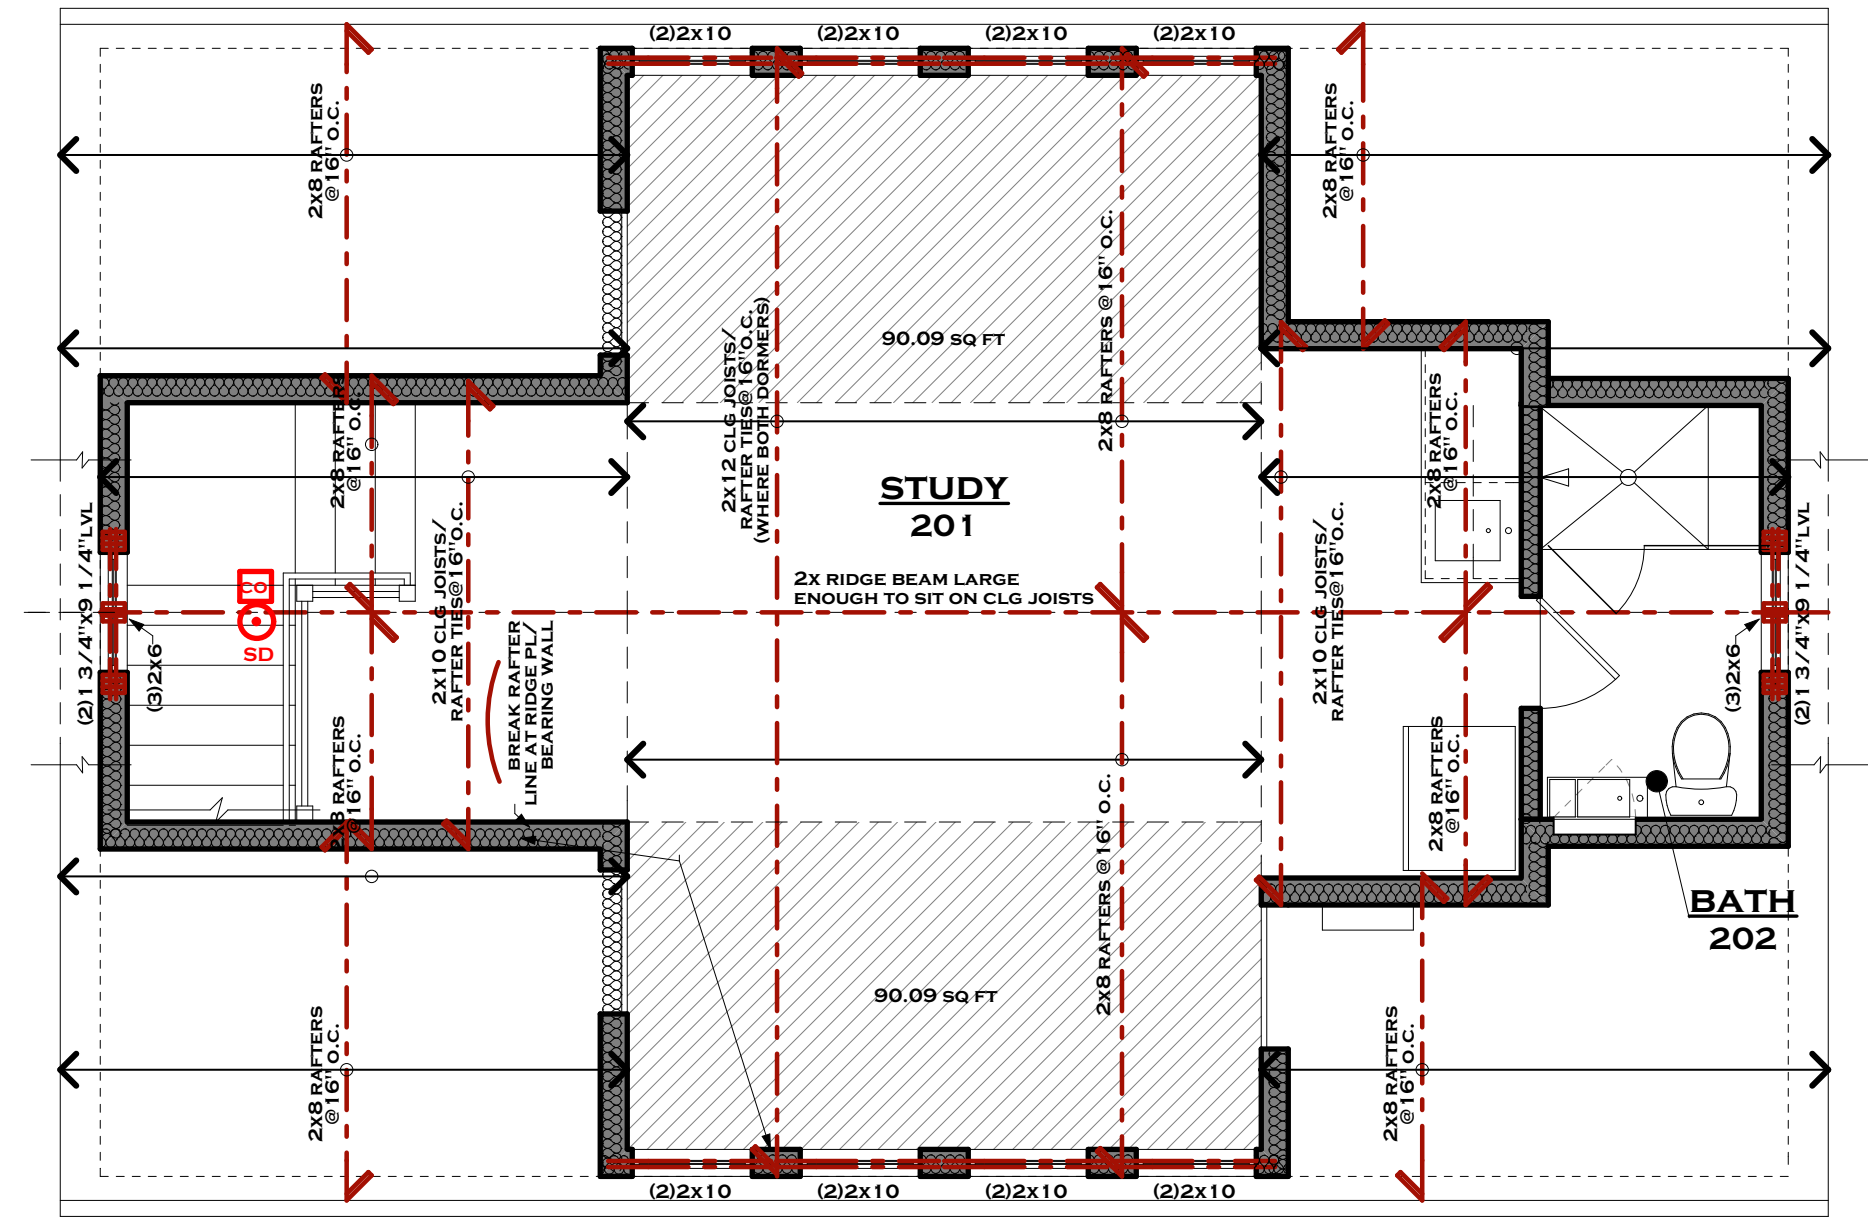 (2)2x10
(2)2x10
(2)2x10
(2)2x10
2x8 RAFTERS
@16" O.C.
2x8 RAFTERS
@16" O.C.
90.09 SQ FT
2x8 RAFTERS @16" O.C.
2x12 CLG JOISTS/
RAFTER TIES@16"O.C.
(WHERE BOTH DORMERS)
2x8 RAFTERS
@16" O.C.
2x8 RAFTERS
@16" O.C.
STUDY
201
2x10 CLG JOISTS/
RAFTER TIES@16"O.C.
2x10 CLG JOISTS/
RAFTER TIES@16"O.C.
(2)1 3/4"x9 1/4"LVL
(2)1 3/4"x9 1/4"LVL
CO
SD
2x RIDGE BEAM LARGE
ENOUGH TO SIT ON CLG JOISTS
(3)2x6
(3)2x6
BREAK RAFTER
LINE AT RIDGE PL/
BEARING WALL
2x8 RAFTERS
@16" O.C.
2x8 RAFTERS
@16" O.C.
2x8 RAFTERS @16" O.C.
BATH
202
90.09 SQ FT
2x8 RAFTERS
@16" O.C.
2x8 RAFTERS
@16" O.C.
(2)2x10
(2)2x10
(2)2x10
(2)2x10